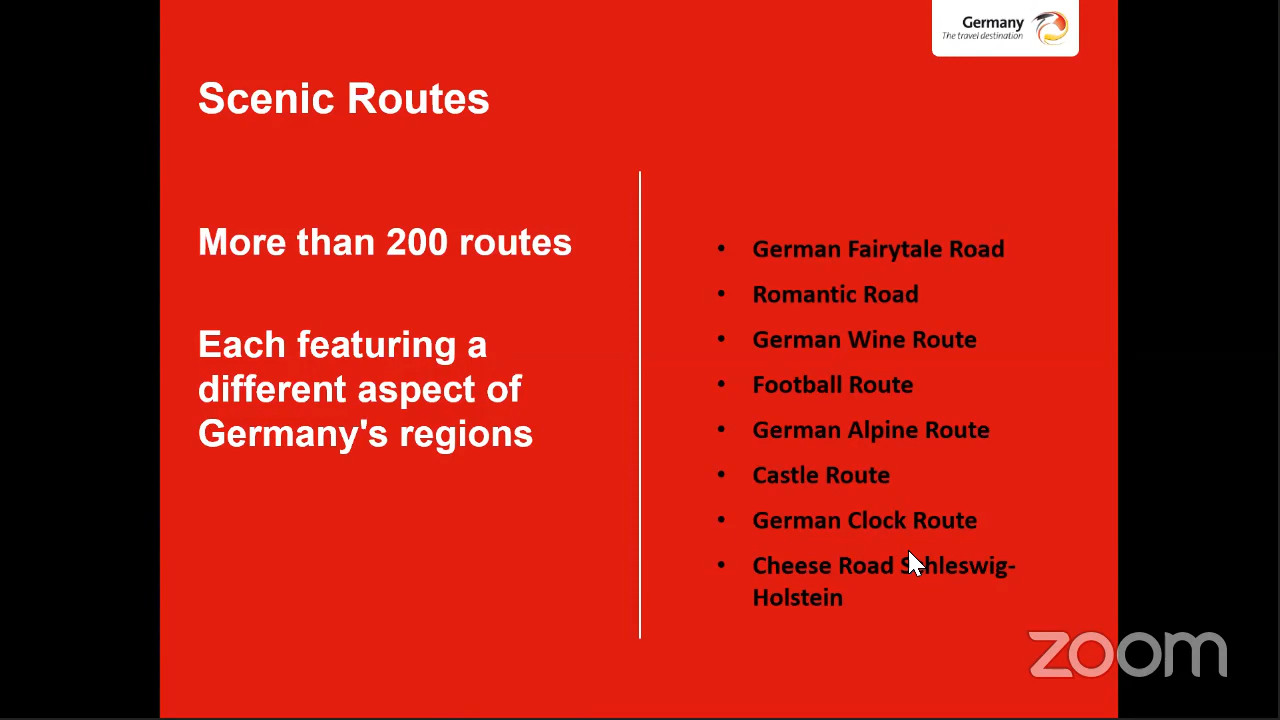 Germany
The travel destination
Scenic Routes
More than 200 routes
Each featuring a
different aspect of
Germany's regions
• German Fairytale Road
• Romantic Road
• German Wine Route
• Football Route
• German Alpine Route
• Castle Route
• German Clock Route
• Cheese Road Schleswig-
Holstein
zoom